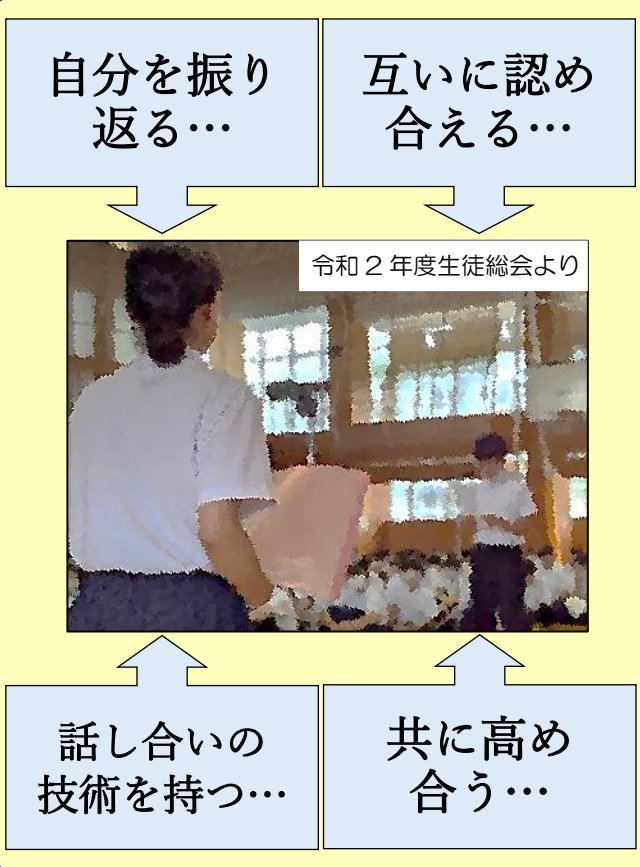 自分を振り
返る…
互いに認め
合える…
令和２年度生徒総会より
話し合いの
技術を持つ…
共に高め
合う…